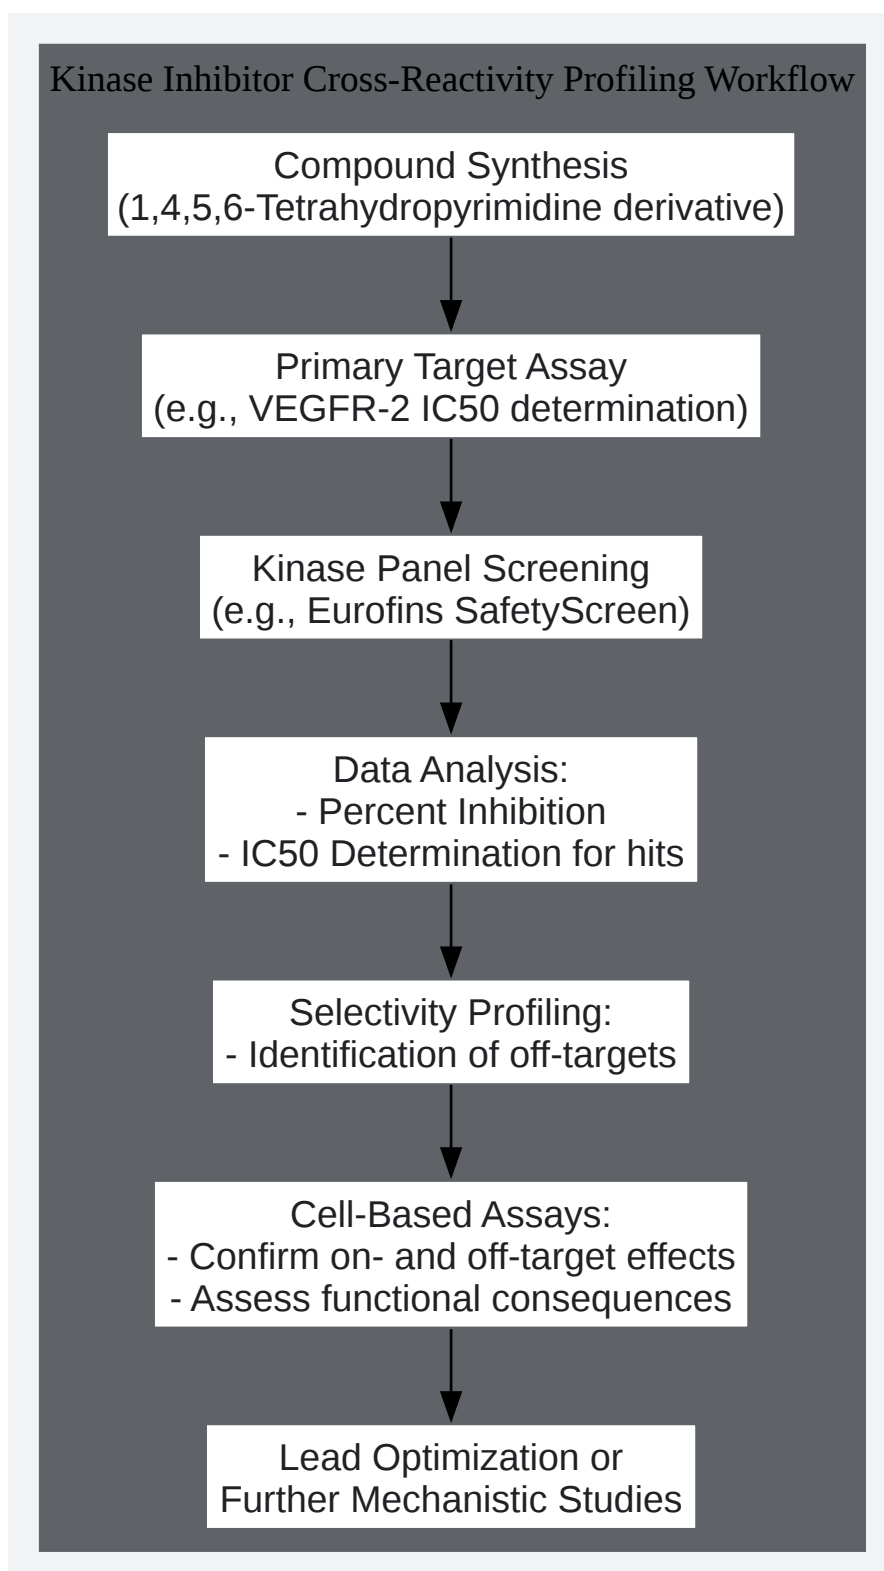 Kinase Inhibitor Cross-Reactivity Profiling Workflow
Compound Synthesis
(1,4,5,6-Tetrahydropyrimidine derivative)
Primary Target Assay
(e.g., VEGFR-2 IC50 determination)
Kinase Panel Screening
(e.g., Eurofins SafetyScreen)
Data Analysis:
- Percent Inhibition
- IC50 Determination for hits
Selectivity Profiling:
- Identification of off-targets
Cell-Based Assays:
- Confirm on- and off-target effects
- Assess functional consequences
Lead Optimization or
Further Mechanistic Studies